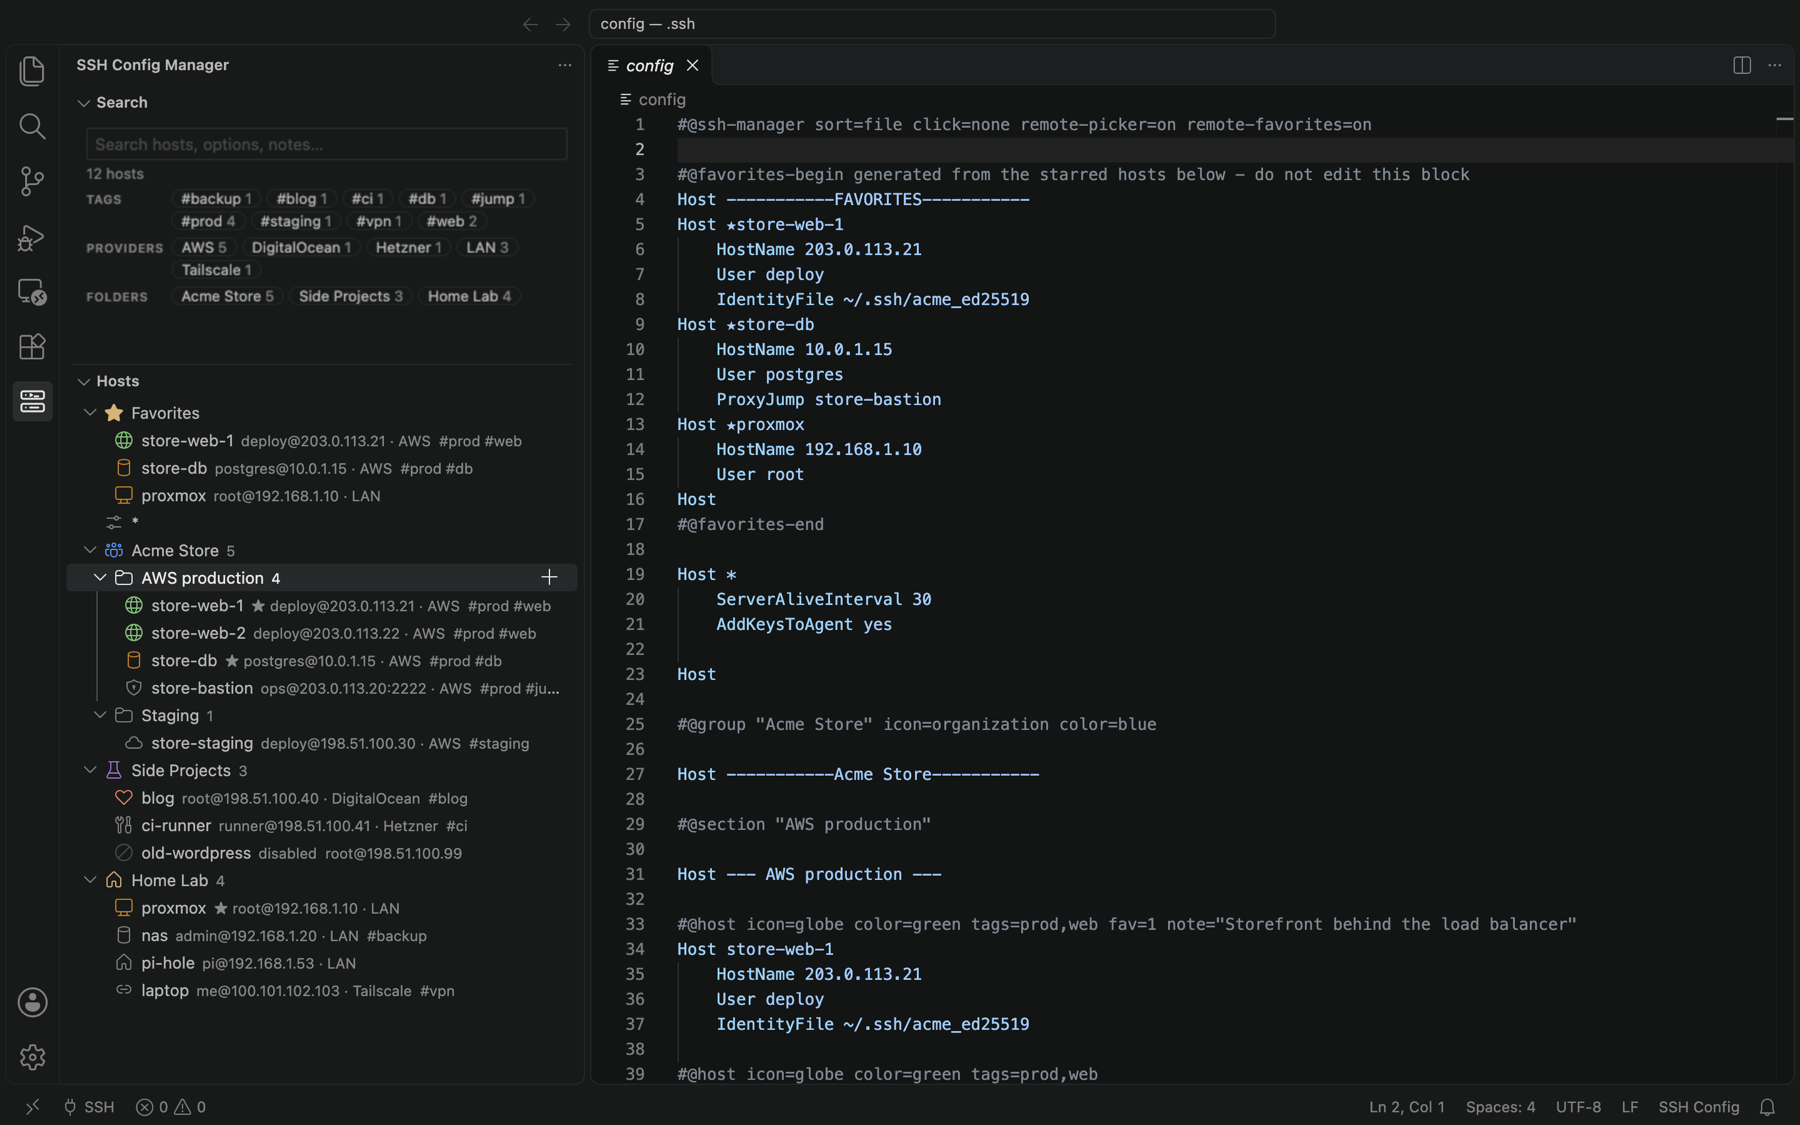 config — .ssh
SSH Config Manager
Search
Search hosts, options, notes...
12 hosts
TAGS #backup 1 #blog 1 #ci 1 #db 1 #jump 1
#prod 4 #staging 1 #vpn 1 #web 2
PROVIDERS AWS 5 DigitalOcean 1 Hetzner 1 LAN 3
Tailscale 1
FOLDERS Acme Store 5 Side Projects 3 Home Lab 4
Hosts
Favorites
store-web-1 deploy@203.0.113.21 · AWS #prod #web
store-db postgres@10.0.1.15 · AWS #prod #db
proxmox root@192.168.1.10 · LAN
*
Acme Store 5
AWS production 4
store-web-1 ★ deploy@203.0.113.21 · AWS #prod #web
store-web-2 deploy@203.0.113.22 · AWS #prod #web
store-db ★ postgres@10.0.1.15 · AWS #prod #db
store-bastion ops@203.0.113.20:2222 · AWS #prod #ju...
Staging 1
store-staging deploy@198.51.100.30 · AWS #staging
Side Projects 3
blog root@198.51.100.40 · DigitalOcean #blog
ci-runner runner@198.51.100.41 · Hetzner #ci
old-wordpress disabled root@198.51.100.99
Home Lab 4
proxmox ★ root@192.168.1.10 · LAN
nas admin@192.168.1.20 · LAN #backup
pi-hole pi@192.168.1.53 · LAN
laptop me@100.101.102.103 · Tailscale #vpn
config
config
1 #@ssh-manager sort=file click=none remote-picker=on remote-favorites=on
2
3 #@favorites-begin generated from the starred hosts below - do not edit this block
4 Host -----------FAVORITES-----------
5 Host ★store-web-1
6 HostName 203.0.113.21
7 User deploy
8 IdentityFile ~/.ssh/acme_ed25519
9 Host ★store-db
10 HostName 10.0.1.15
11 User postgres
12 ProxyJump store-bastion
13 Host ★proxmox
14 HostName 192.168.1.10
15 User root
16 Host
17 #@favorites-end
18
19 Host *
20 ServerAliveInterval 30
21 AddKeysToAgent yes
22
23 Host
24
25 #@group "Acme Store" icon=organization color=blue
26
27 Host -----------Acme Store-----------
28
29 #@section "AWS production"
30
31 Host --- AWS production ---
32
33 #@host icon=globe color=green tags=prod,web fav=1 note="Storefront behind the load balancer"
34 Host store-web-1
35 HostName 203.0.113.21
36 User deploy
37 IdentityFile ~/.ssh/acme_ed25519
38
39 #@host icon=globe color=green tags=prod,web
SSH 0 0 Ln 2, Col 1 Spaces: 4 UTF-8 LF SSH Config